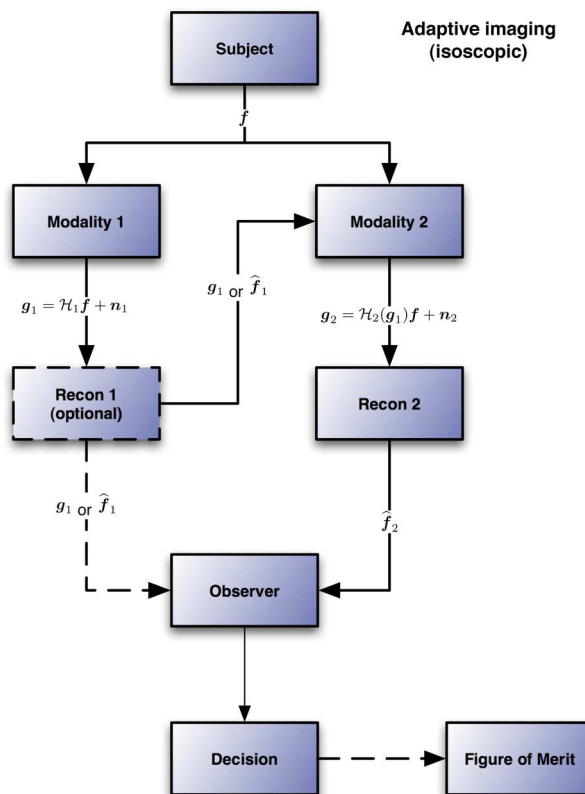 Adaptive imaging
(isoscopic)
Subject
f
Modality 1
Modality 2
g₁ or f̂₁
g₁ = ℋ₁f + n₁
g₂ = ℋ₂(g₁)f + n₂
Recon 1
(optional)
Recon 2
g₁ or f̂₁
f̂₂
Observer
Decision
Figure of Merit